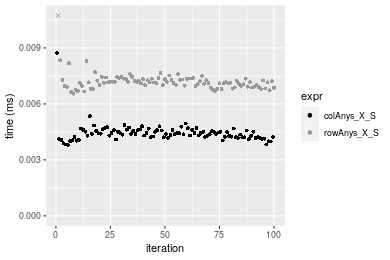 0.009
0.006
0.003
0.000
time (ms)
0
25
50
75
100
iteration
expr
colAnys_X_S
rowAnys_X_S